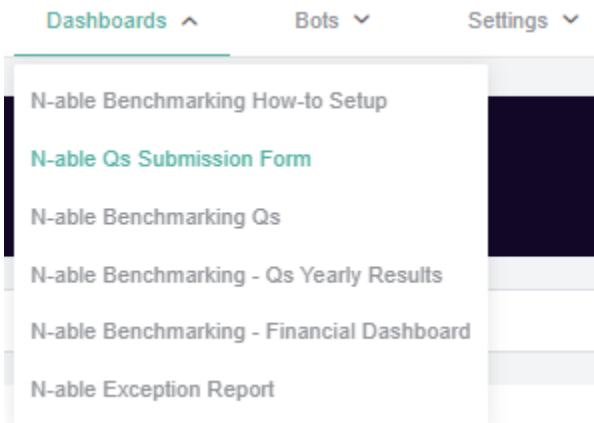 Dashboards Bots Settings
N-able Benchmarking How-to Setup
N-able Qs Submission Form
N-able Benchmarking Qs
N-able Benchmarking - Qs Yearly Results
N-able Benchmarking - Financial Dashboard
N-able Exception Report